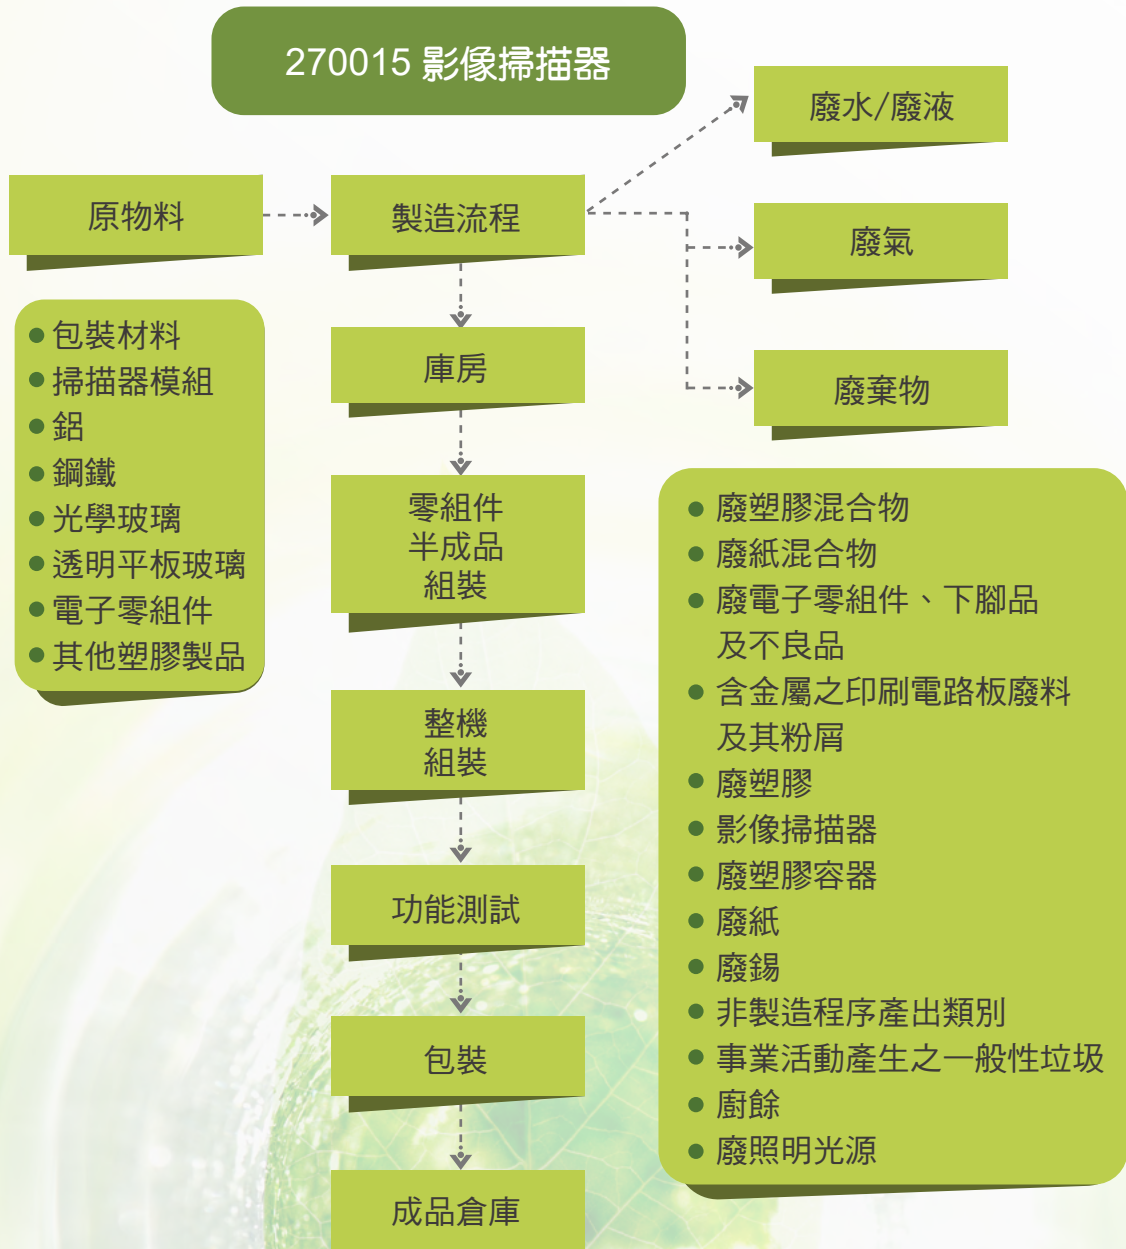 270015 影像掃描器
原物料
製造流程
廢水/廢液
廢氣
廢棄物
包裝材料
掃描器模組
鋁
鋼鐵
光學玻璃
透明平板玻璃
電子零組件
其他塑膠製品
庫房
零組件
半成品
組裝
整機
組裝
功能測試
包裝
成品倉庫
廢塑膠混合物
廢紙混合物
廢電子零組件、下腳品
及不良品
含金屬之印刷電路板廢料
及其粉屑
廢塑膠
影像掃描器
廢塑膠容器
廢紙
廢錫
非製造程序產出類別
事業活動產生之一般性垃圾
廚餘
廢照明光源